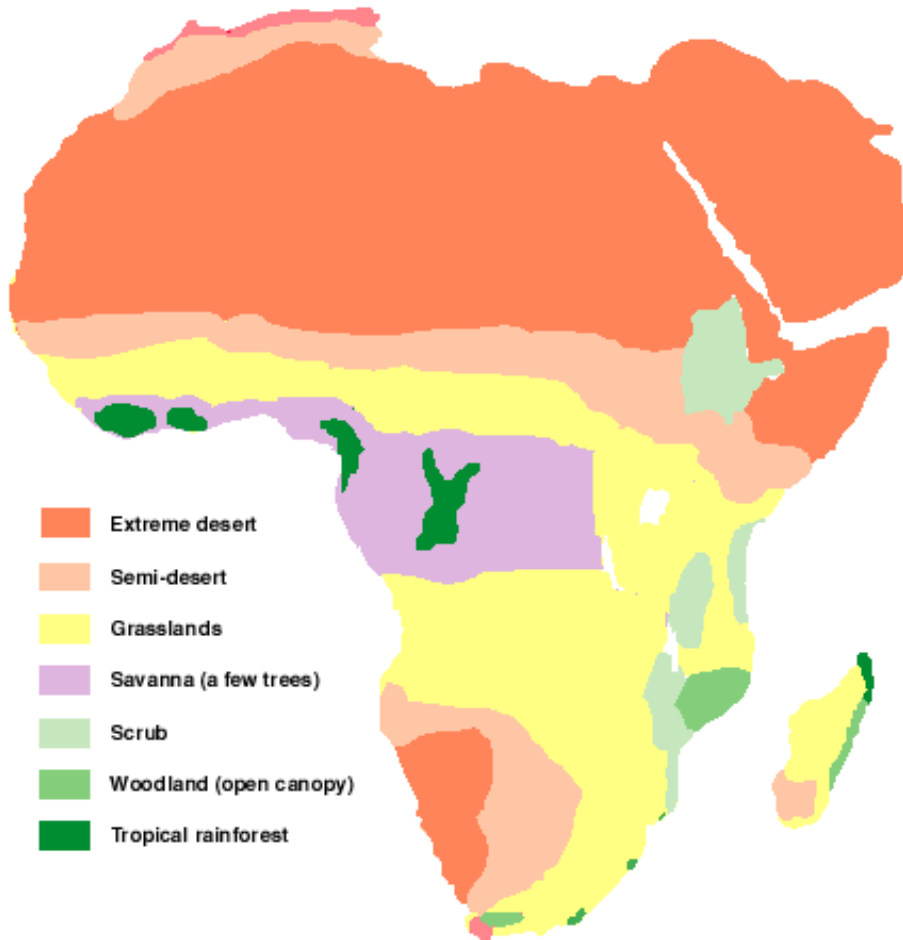 Extreme desert
Semi-desert
Grasslands
Savanna (a few trees)
Scrub
Woodland (open canopy)
Tropical rainforest